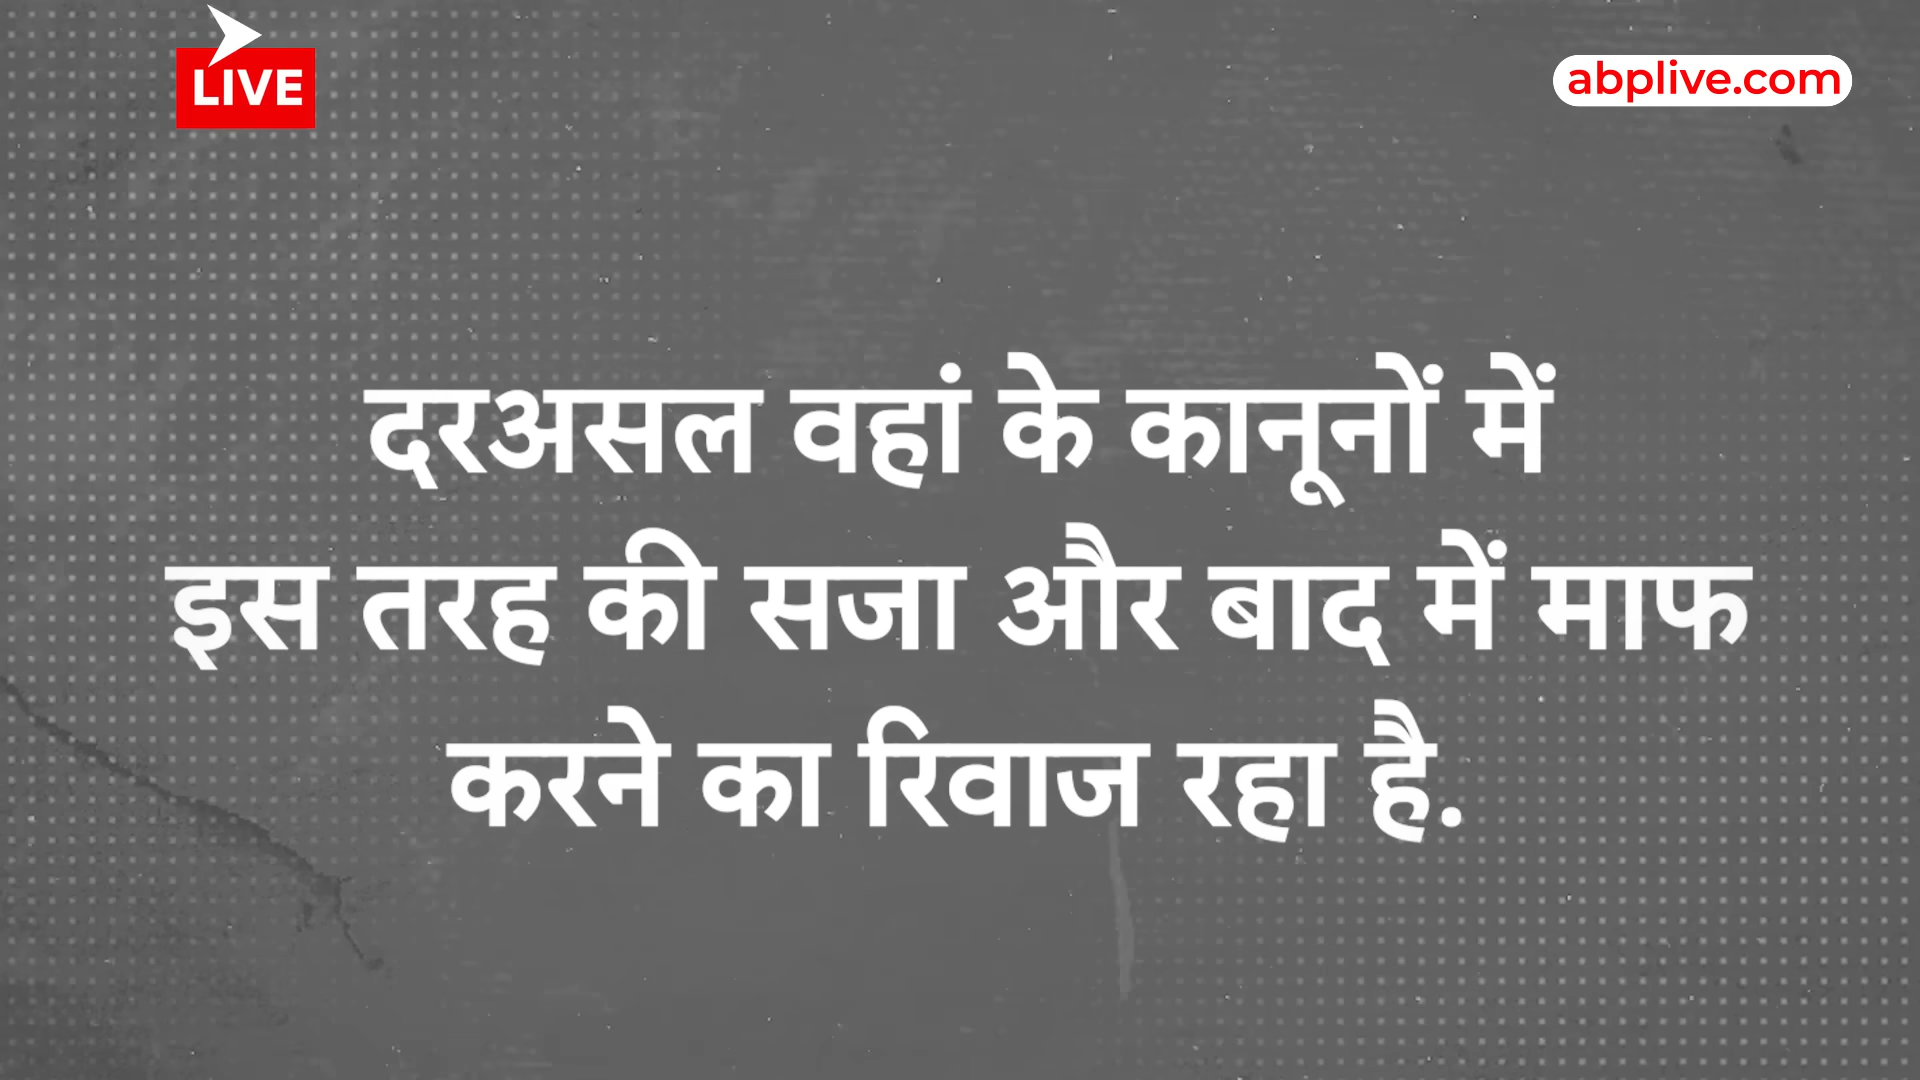 LIVE
abplive.com
दरअसल वहां के कानूनों में
इस तरह की सजा और बाद में माफ
करने का रिवाज रहा है.